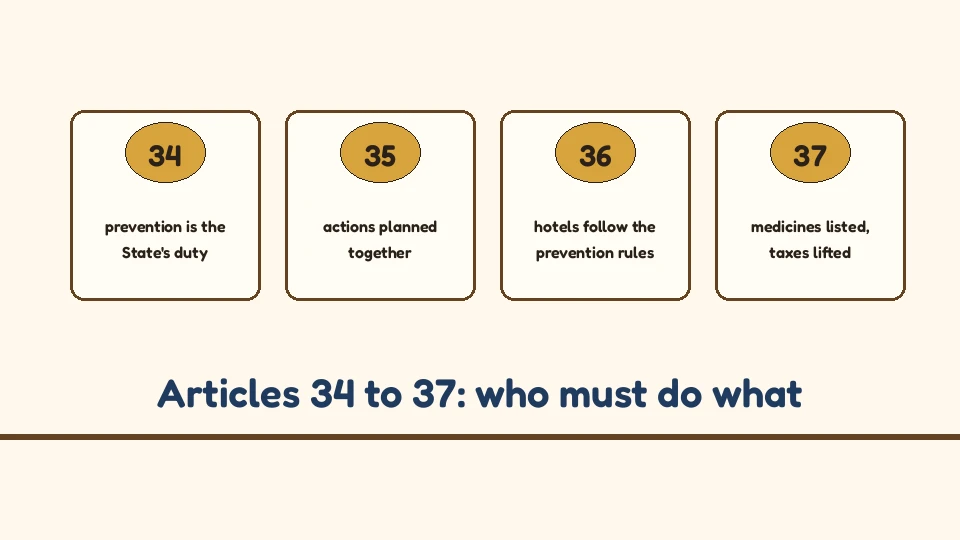 34
prevention is the
State's duty
35
actions planned
together
36
hotels follow the
prevention rules
37
medicines listed,
taxes lifted
Articles 34 to 37: who must do what